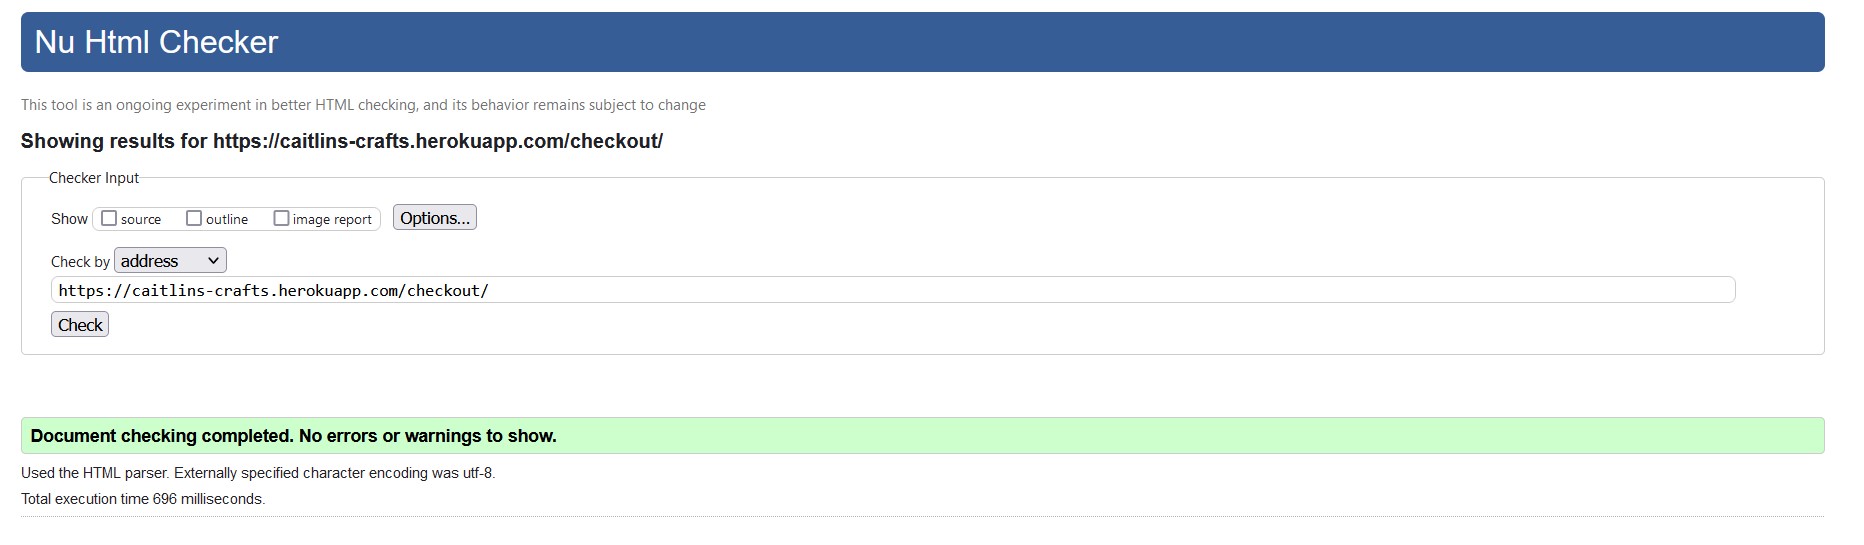 Nu Html Checker
This tool is an ongoing experiment in better HTML checking, and its behavior remains subject to change
Showing results for https://caitlins-crafts.herokuapp.com/checkout/
Checker Input
Show source outline image report Options...
Check by address
https://caitlins-crafts.herokuapp.com/checkout/
Check
Document checking completed. No errors or warnings to show.
Used the HTML parser. Externally specified character encoding was utf-8.
Total execution time 696 milliseconds.